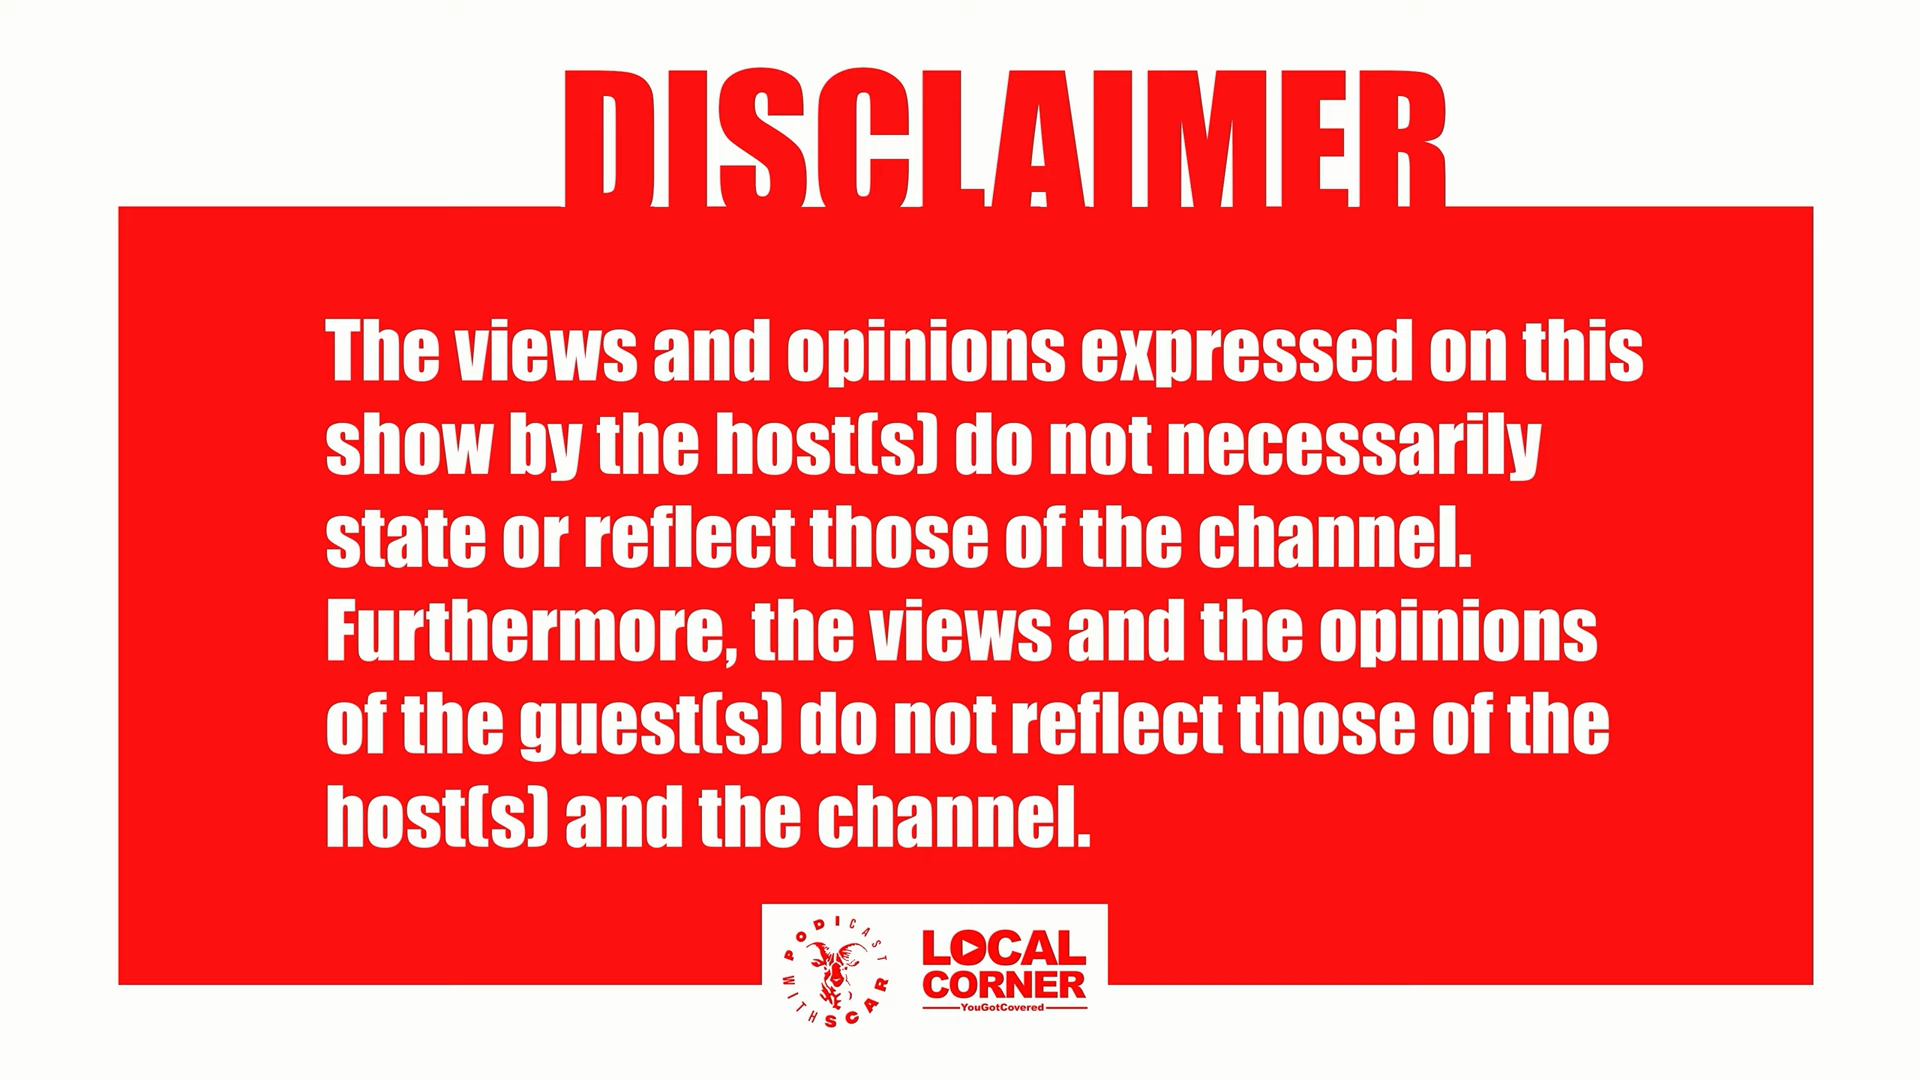 DISCLAIMER
The views and opinions expressed on this
show by the host(s) do not necessarily
state or reflect those of the channel.
Furthermore, the views and the opinions
of the guest(s) do not reflect those of the
host(s) and the channel.
PODICAST WITH SCAR
LOCAL
CORNER
YouGotCovered